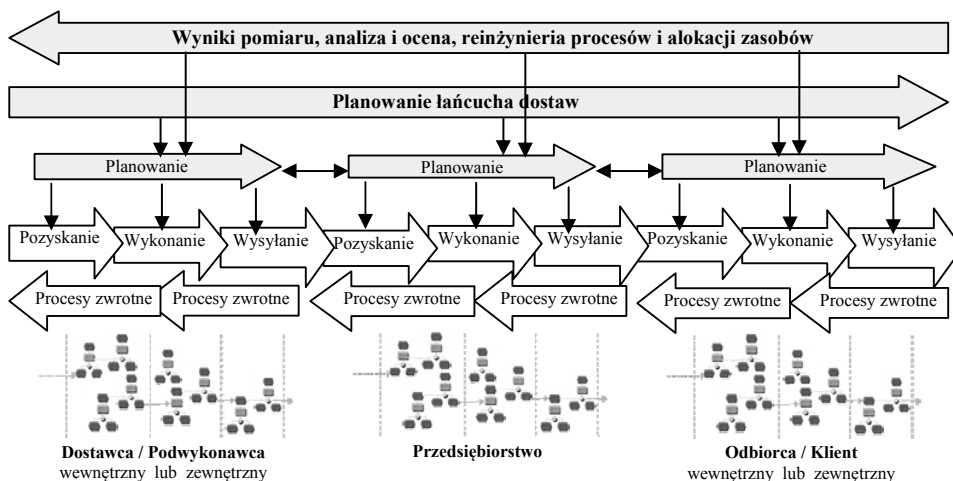 Wyniki pomiaru, analiza i ocena, reinżynieria procesów i alokacji zasobów
Planowanie łańcucha dostaw
Planowanie Planowanie Planowanie
Pozyskanie Wykonanie Wysyłanie Pozyskanie Wykonanie Wysyłanie Pozyskanie Wykonanie Wysyłanie
Procesy zwrotne Procesy zwrotne Procesy zwrotne Procesy zwrotne Procesy zwrotne Procesy zwrotne
Dostawca / Podwykonawca Przedsiębiorstwo Odbiorca / Klient
wewnętrzny lub zewnętrzny wewnętrzny lub zewnętrzny